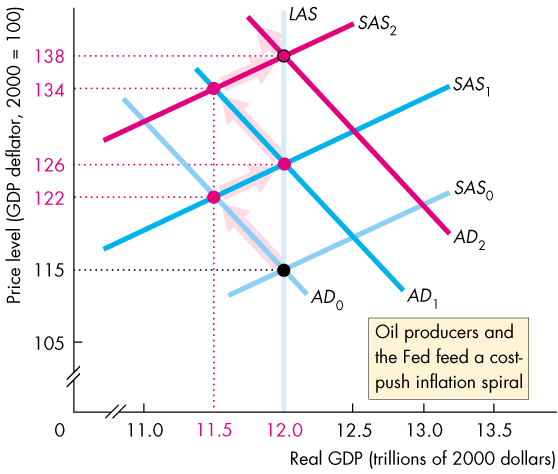 Price level (GDP deflator, 2000 = 100)
LAS
SAS2
138
134
SAS1
126
122
SAS0
AD2
115
AD0
AD1
105
Oil producers and
the Fed feed a cost-
push inflation spiral
0
11.0
11.5
12.0
12.5
13.0
13.5
Real GDP (trillions of 2000 dollars)